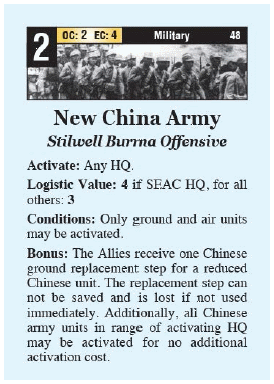 2 OC: 2 EC: 4 Military 48
New China Army
Stilwell Burma Offensive
Activate: Any HQ.
Logistic Value: 4 if SEAC HQ, for all
others: 3
Conditions: Only ground and air units
may be activated.
Bonus: The Allies receive one Chinese
ground replacement step for a reduced
Chinese unit. The replacement step can
not be saved and is lost if not used
immediately. Additionally, all Chinese
army units in range of activating HQ
may be activated for no additional
activation cost.